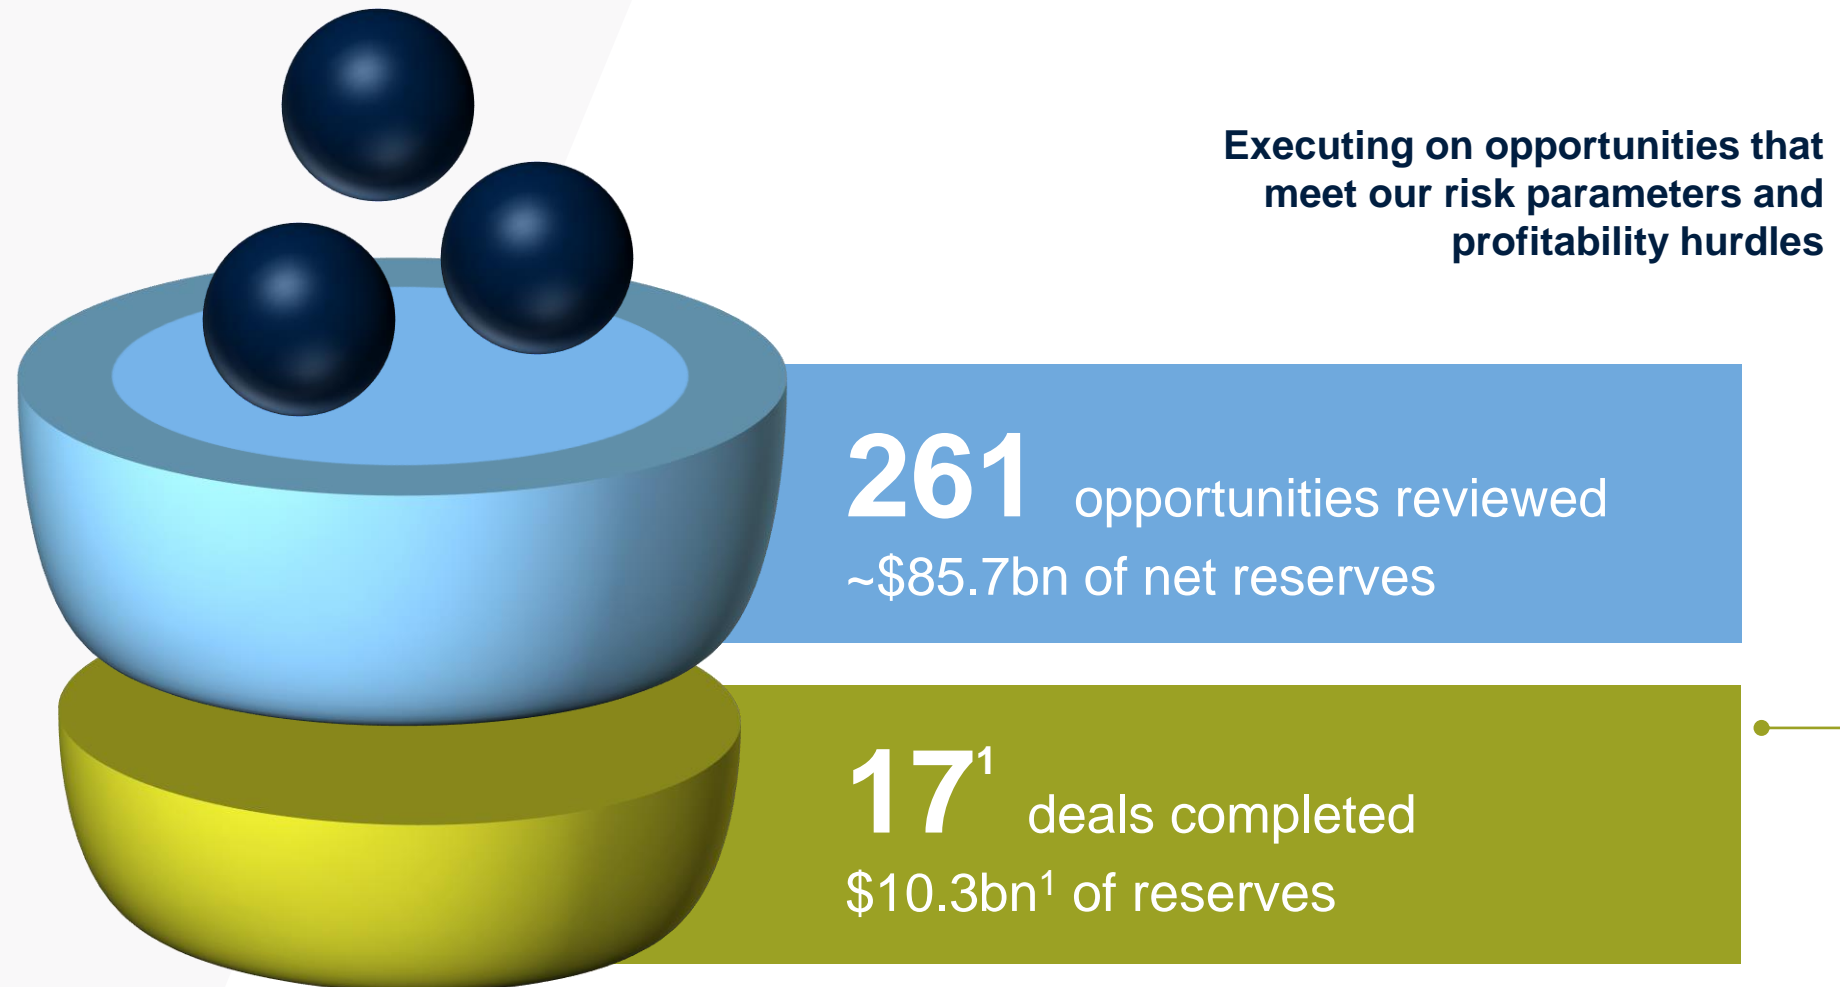 Executing on opportunities that
meet our risk parameters and
profitability hurdles
261 opportunities reviewed
~$85.7bn of net reserves
17¹ deals completed
$10.3bn¹ of reserves